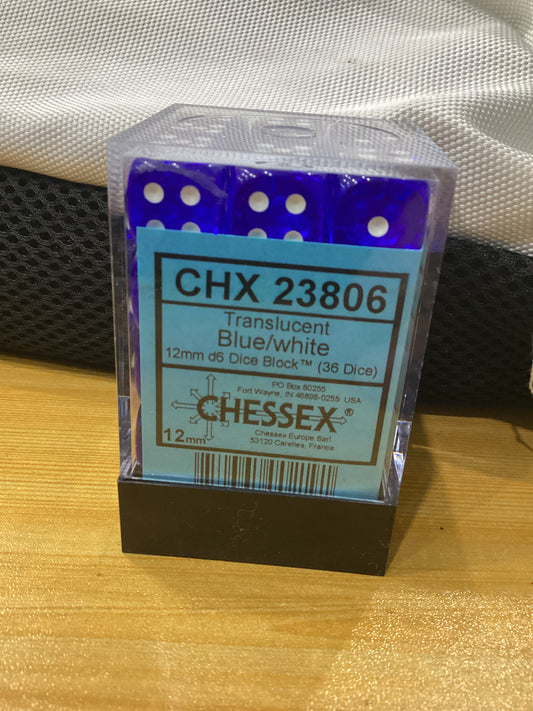 CHX 23806
Translucent
Blue/white
12mm d6 Dice Block™ (36 Dice)
PO Box 80255
Fort Wayne, IN 46898-0255 USA
CHESSEX®
Chessex Europe Sarl
53120 Carelles, France
12mm